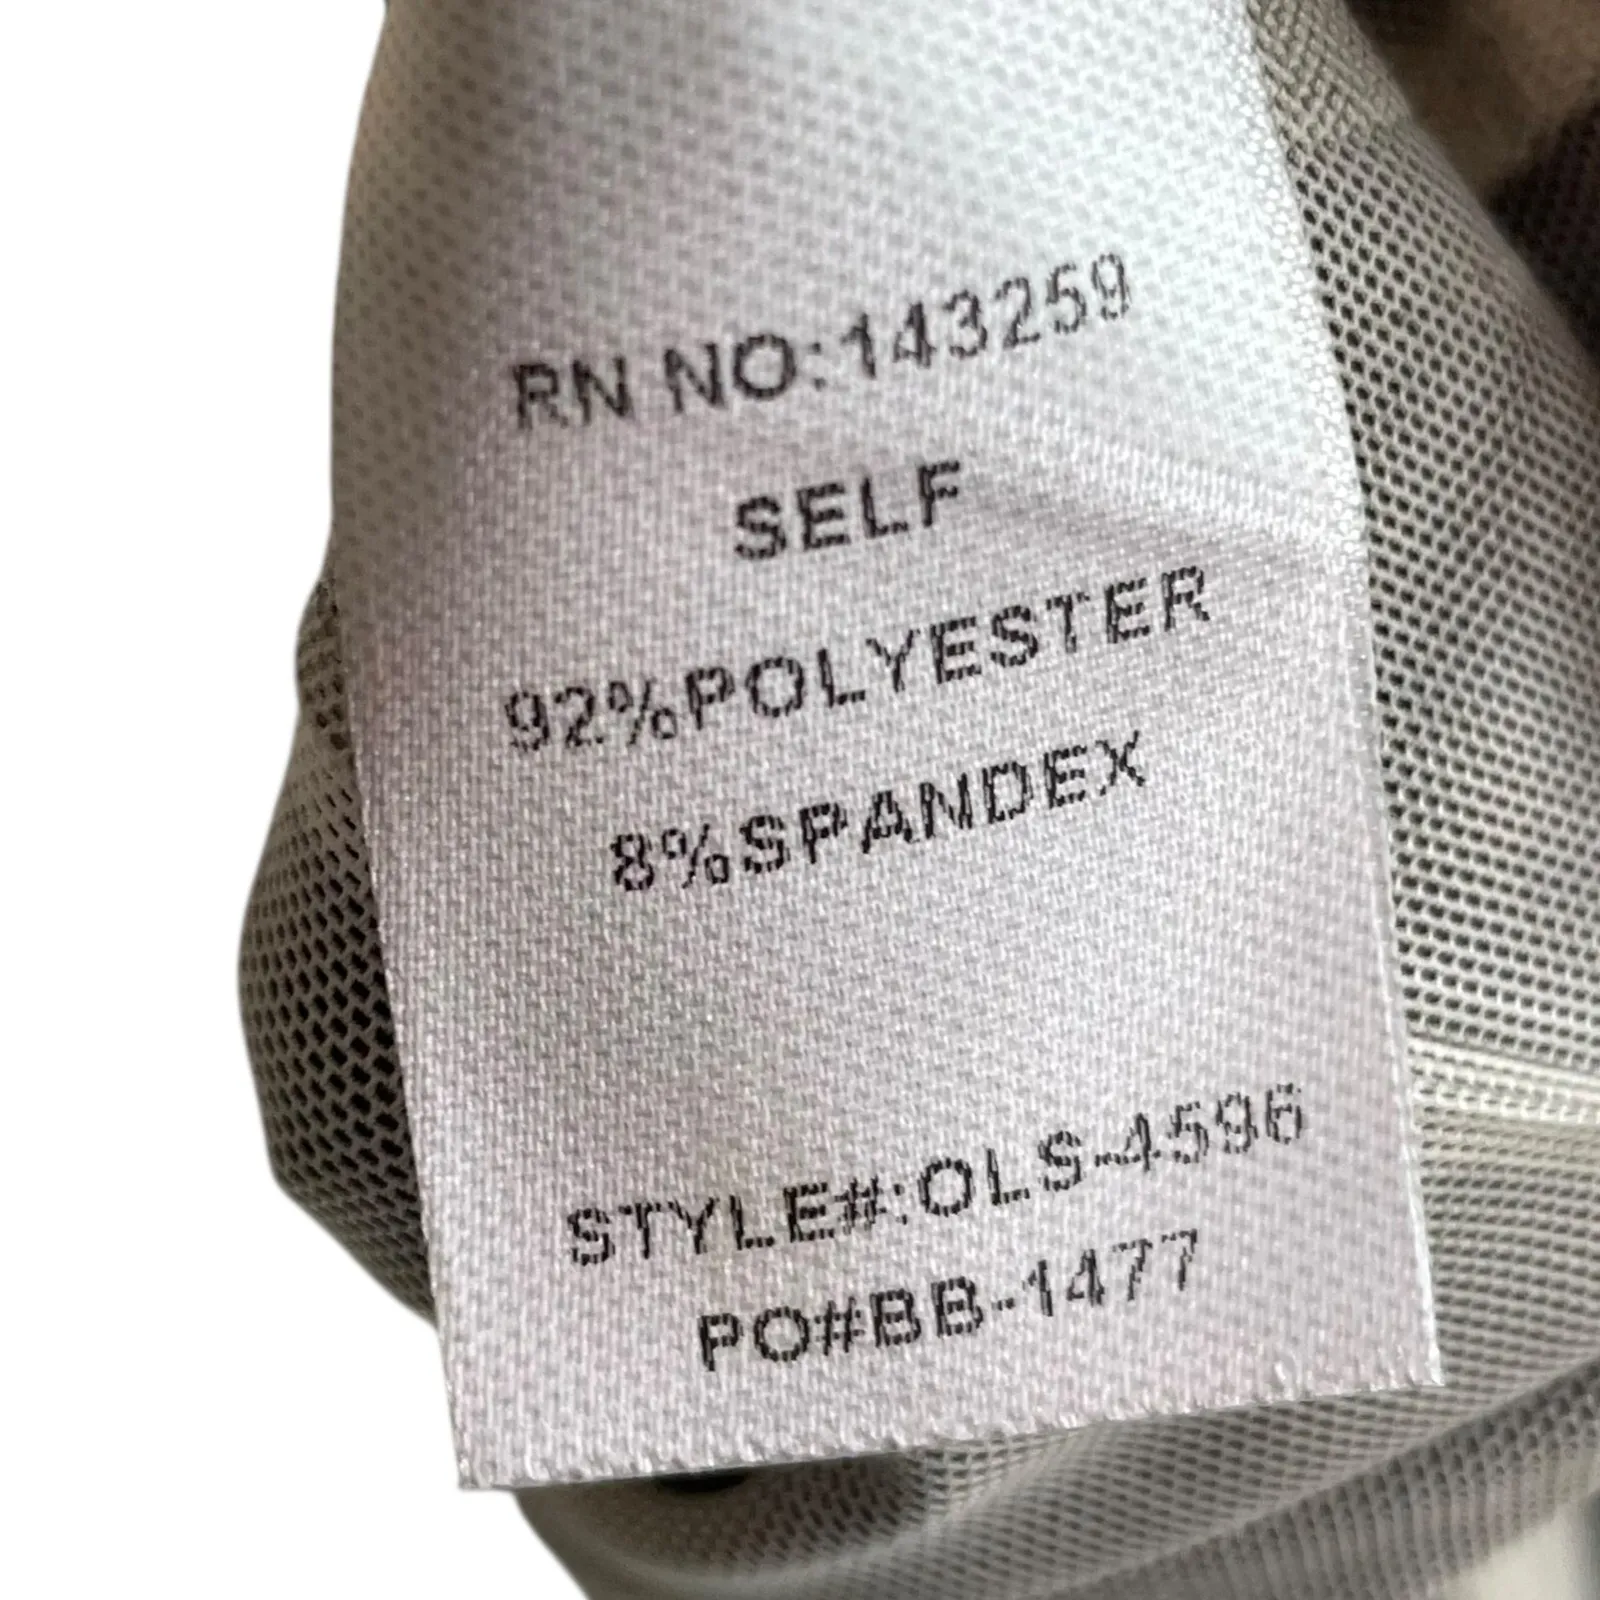 RN NO:143259
SELF
92%POLYESTER
8%SPANDEX
STYLE#:OLS-4596
PO#BB-1477